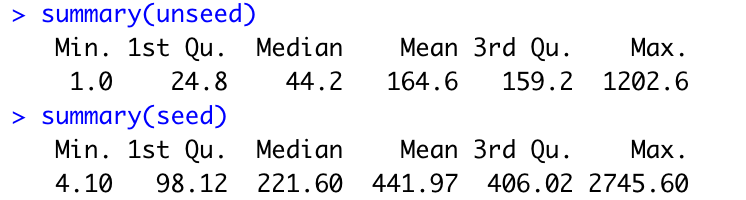 > summary(unseed)
Min. 1st Qu. Median Mean 3rd Qu. Max.
1.0 24.8 44.2 164.6 159.2 1202.6
> summary(seed)
Min. 1st Qu. Median Mean 3rd Qu. Max.
4.10 98.12 221.60 441.97 406.02 2745.60